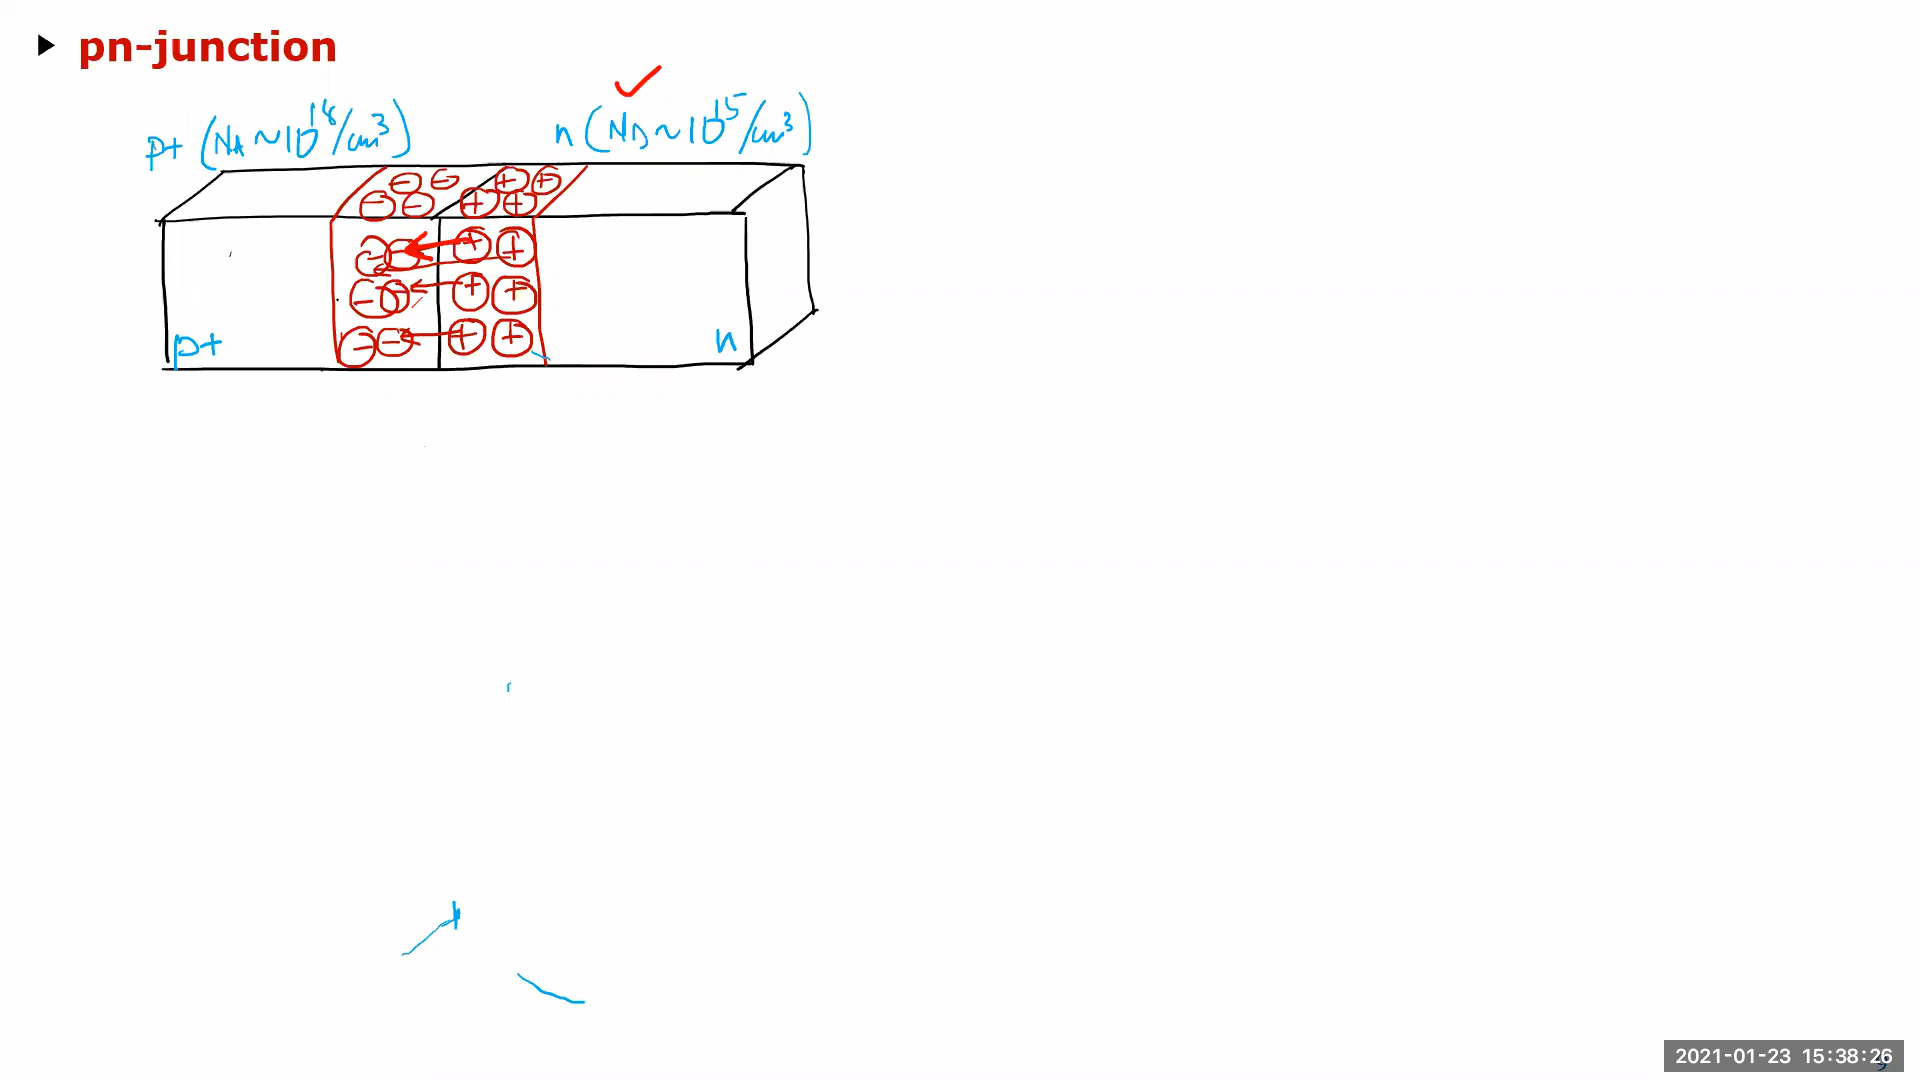 pn-junction
p+ (NA ~ 10^18/cm^3) n (ND ~ 10^15/cm^3)
p+ n
2021-01-23 15:38:26